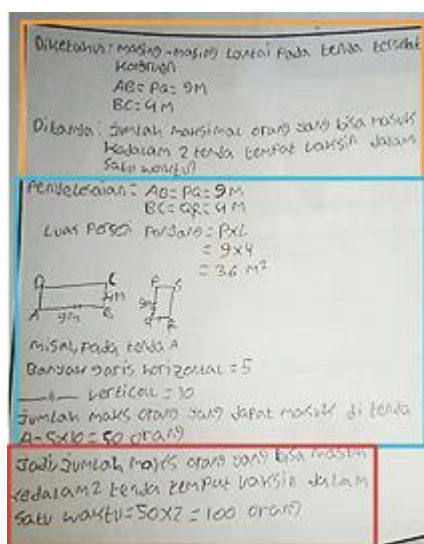 Diketahui : masing-masing lantai pada tenda tersebut
kongruen
AB = PQ = 9 M
BC = 4 M
Ditanya : Jumlah maksimal orang yang bisa masuk
kedalam 2 tenda tempat vaksin dalam
satu waktu?
Penyelesaian : AB = PQ = 9 M
BC = QR = 4 M
Luas Persegi Panjang = P x L
= 9 x 4
= 36 M²
D C P S
4M 9m
A 9m B Q R
Misal, Pada tenda A
Banyak garis horizontal = 5
—"— vertical = 10
Jumlah maks orang yang dapat masuk di tenda
A = 5x10 = 50 orang
Jadi, Jumlah maks orang yang bisa masuk
kedalam 2 tenda tempat vaksin dalam
satu waktu = 50 x 2 = 100 orang